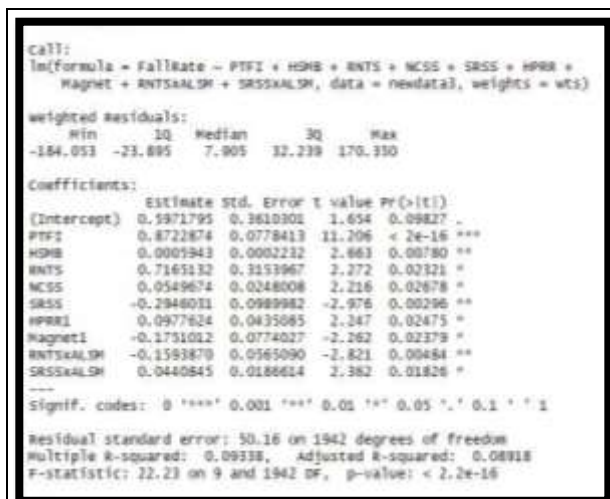 Call:
lm(formula = FallRate ~ PTFI + HSMB + RNTS + NCSS + SRSS + HPRR +
Magnet + RNTSxALSM + SRSSxALSM, data = newdata3, weights = wts)
Weighted Residuals:
Min 1Q Median 3Q Max
-184.053 -23.895 7.905 32.239 170.350
Coefficients:
Estimate Std. Error t value Pr(>|t|)
(Intercept) 0.5971795 0.3610301 1.654 0.09827 .
PTFI 0.8722874 0.0778413 11.206 < 2e-16 ***
HSMB 0.0005943 0.0002232 2.663 0.00780 **
RNTS 0.7165132 0.3153967 2.272 0.02321 *
NCSS 0.0549674 0.0248008 2.216 0.02678 *
SRSS -0.2946031 0.0989982 -2.976 0.00296 **
HPRR1 0.0977624 0.0435085 2.247 0.02475 *
Magnet1 -0.1751012 0.0774027 -2.262 0.02379 *
RNTSxALSM -0.1593870 0.0565090 -2.821 0.00484 **
SRSSxALSM 0.0440845 0.0186614 2.362 0.01826 *
---
Signif. codes: 0 '***' 0.001 '**' 0.01 '*' 0.05 '.' 0.1 ' ' 1
Residual standard error: 50.16 on 1942 degrees of freedom
Multiple R-squared: 0.09338, Adjusted R-squared: 0.08918
F-statistic: 22.23 on 9 and 1942 DF, p-value: < 2.2e-16